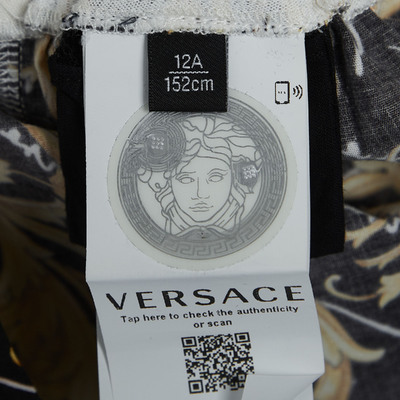 12A
152cm
VERSACE
Tap here to check the authenticity
or scan